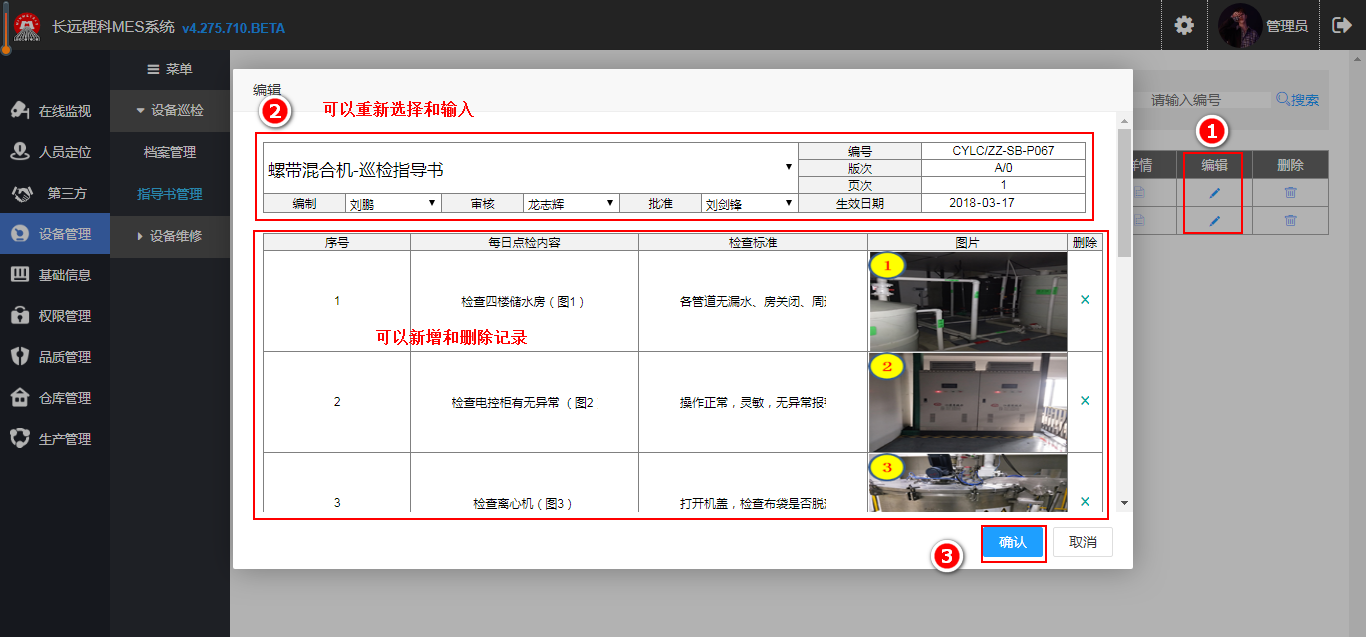 长远锂科MES系统 v4.275.710.BETA
管理员
菜单
在线监视
人员定位
第三方
设备管理
基础信息
权限管理
品质管理
仓库管理
生产管理
设备巡检
档案管理
指导书管理
设备维修
请输入编号 搜索
1
编辑 删除
编辑
2 可以重新选择和输入
螺带混合机-巡检指导书
编号 CYLC/ZZ-SB-P067
版次 A/0
页次 1
编制 刘鹏 审核 龙志辉 批准 刘剑锋 生效日期 2018-03-17
序号 每日点检内容 检查标准 图片 删除
1 检查四楼储水房（图1） 各管道无漏水、房关闭、周 1 ×
可以新增和删除记录
2 检查电控柜有无异常（图2 操作正常，灵敏，无异常报 2 ×
3 检查离心机（图3） 打开机盖，检查布袋是否脱 3 ×
3 确认 取消